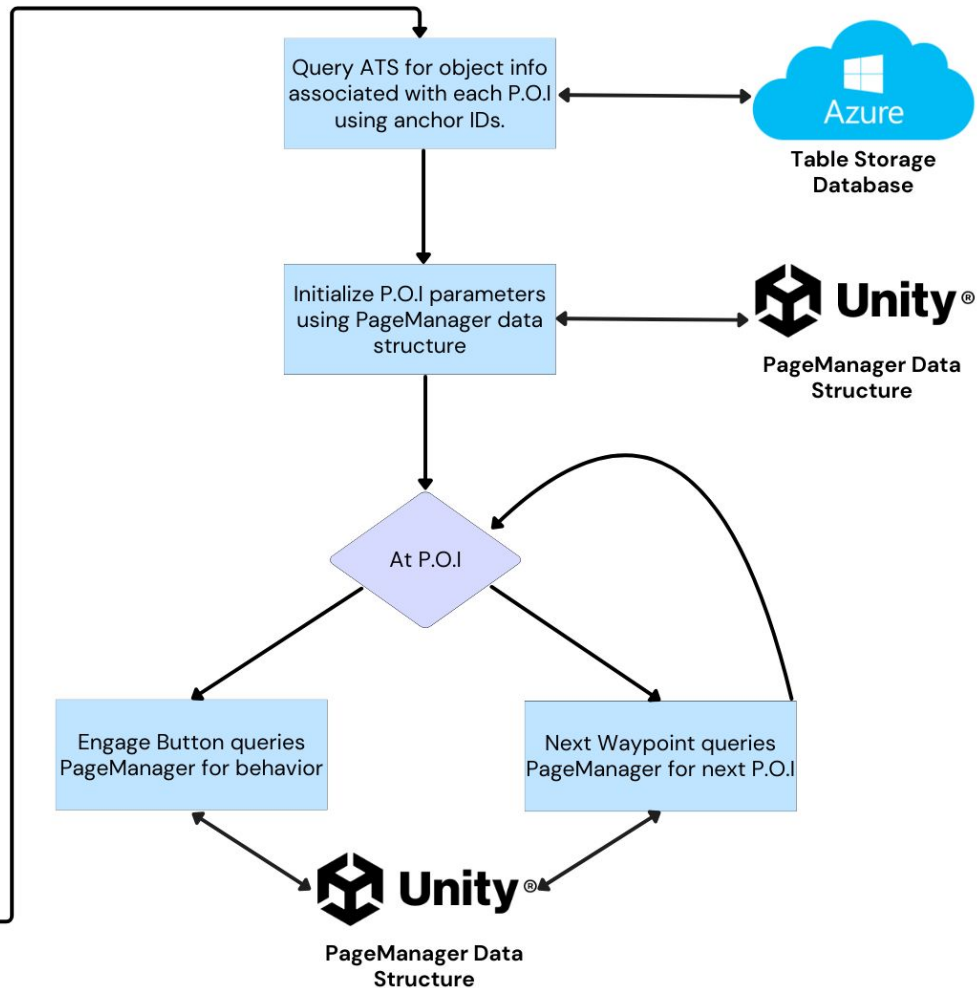 Query ATS for object info
associated with each P.O.I
using anchor IDs.
Azure
Table Storage
Database
Initialize P.O.I parameters
using PageManager data
structure
Unity®
PageManager Data
Structure
At P.O.I
Engage Button queries
PageManager for behavior
Next Waypoint queries
PageManager for next P.O.I
Unity®
PageManager Data
Structure